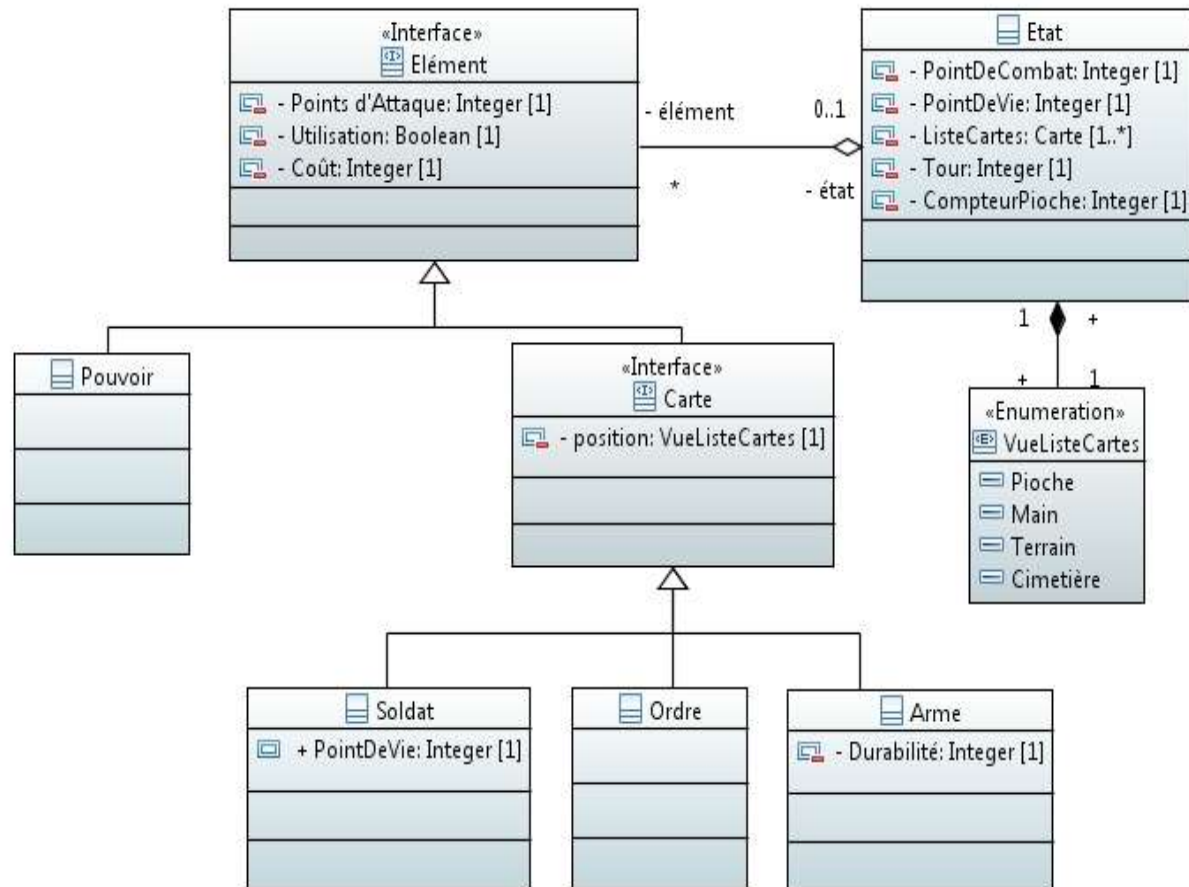 «Interface»
Elément
- Points d'Attaque: Integer [1]
- Utilisation: Boolean [1]
- Coût: Integer [1]
- élément
*
0..1
- état
Etat
- PointDeCombat: Integer [1]
- PointDeVie: Integer [1]
- ListeCartes: Carte [1..*]
- Tour: Integer [1]
- CompteurPioche: Integer [1]
1
+
+
1
Pouvoir
«Interface»
Carte
- position: VueListeCartes [1]
«Enumeration»
VueListeCartes
Pioche
Main
Terrain
Cimetière
Soldat
+ PointDeVie: Integer [1]
Ordre
Arme
- Durabilité: Integer [1]